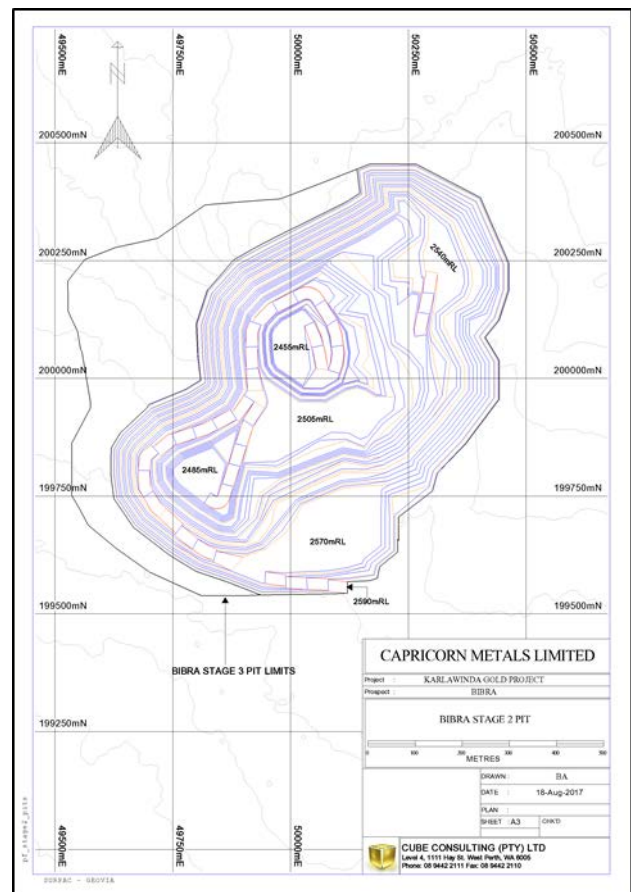 49500mE
49750mE
50000mE
50250mE
50500mE
N
200500mN
200500mN
200250mN
200250mN
2540mRL
2455mRL
200000mN
200000mN
2505mRL
2485mRL
199750mN
199750mN
2570mRL
2590mRL
199500mN
199500mN
BIBRA STAGE 3 PIT LIMITS
CAPRICORN METALS LIMITED
Project : KARLAWINDA GOLD PROJECT
Prospect : BIBRA
BIBRA STAGE 2 PIT
0 100 200 300 400 500
METRES
199250mN
DRAWN : BA
DATE : 18-Aug-2017
PLAN :
SHEET : A3 CHK'D
CUBE CONSULTING (PTY) LTD
Level 4, 1111 Hay St. West Perth, WA 6005
Phone: 08 9442 2111 Fax: 08 9442 2110
49500mE
49750mE
50000mE
SURPAC - GEOVIA